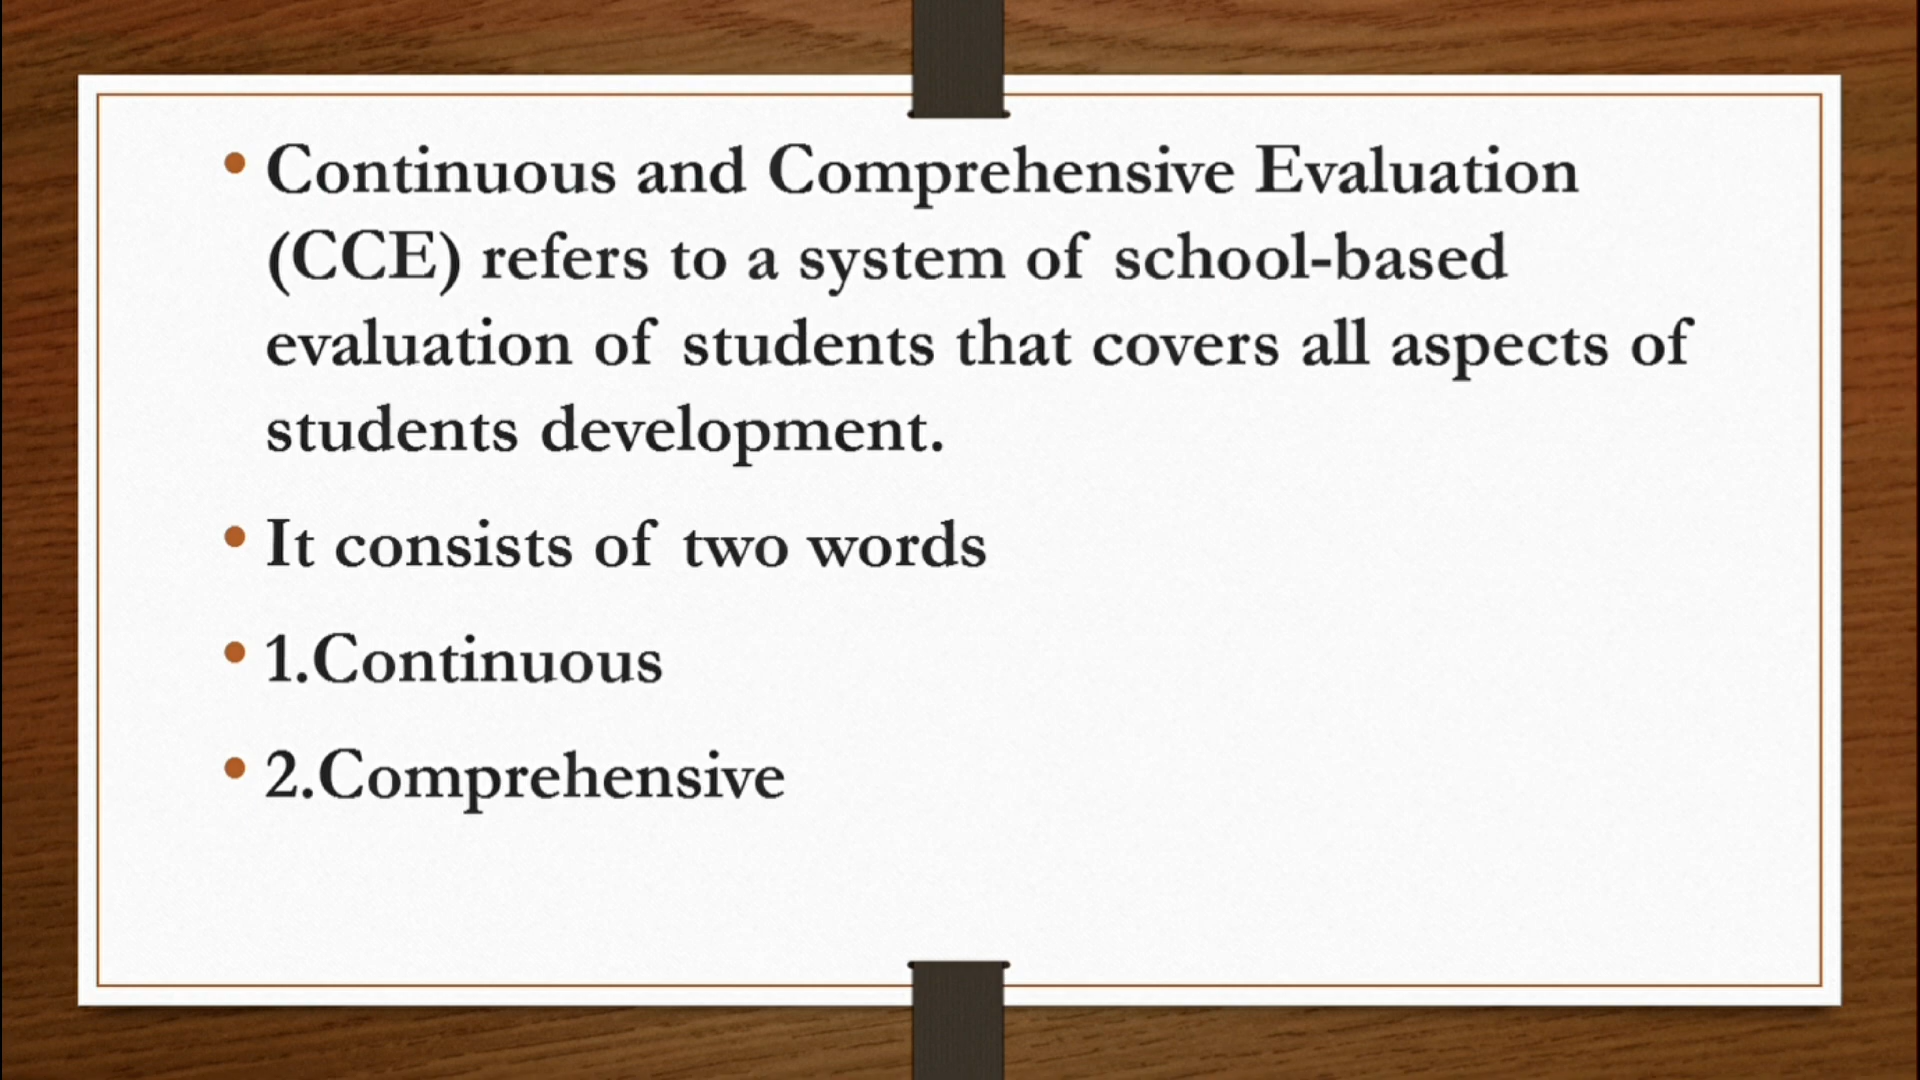 • Continuous and Comprehensive Evaluation
(CCE) refers to a system of school-based
evaluation of students that covers all aspects of
students development.
• It consists of two words
• 1.Continuous
• 2.Comprehensive